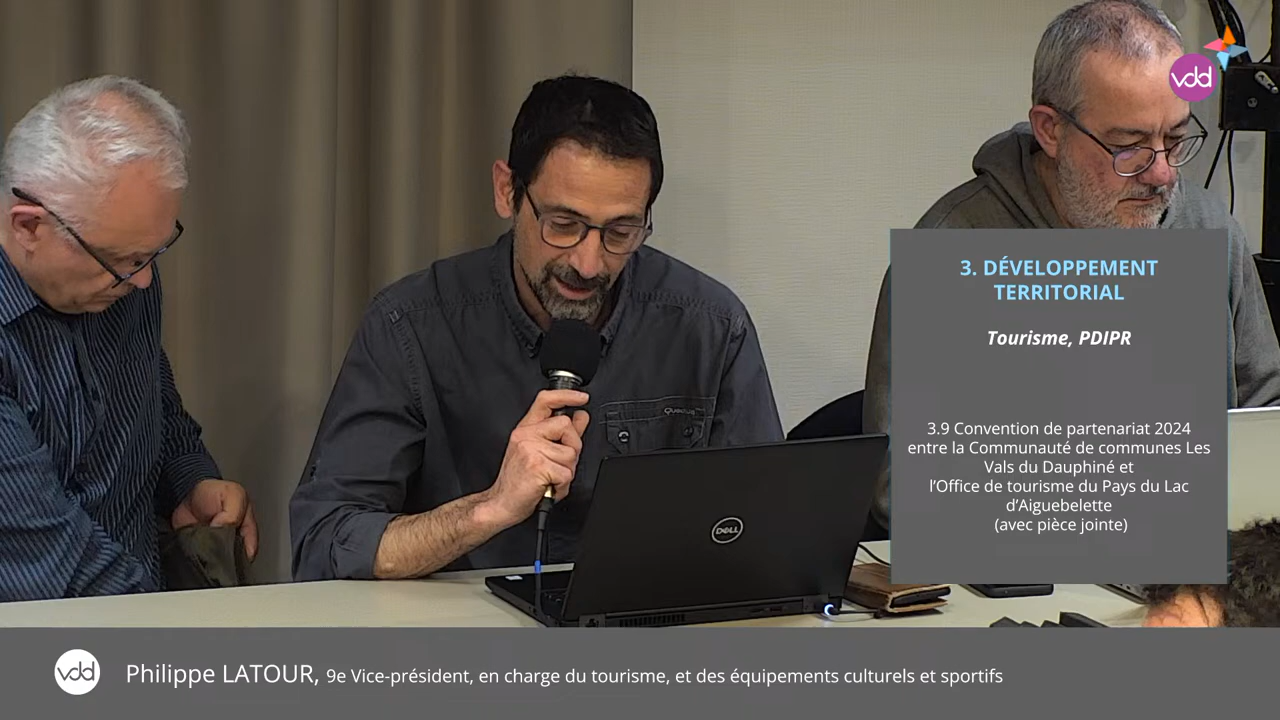 vdd
3. DÉVELOPPEMENT
TERRITORIAL
Tourisme, PDIPR
3.9 Convention de partenariat 2024
entre la Communauté de communes Les
Vals du Dauphiné et
l’Office de tourisme du Pays du Lac
d’Aiguebelette
(avec pièce jointe)
DELL
vdd
Philippe LATOUR, 9e Vice-président, en charge du tourisme, et des équipements culturels et sportifs